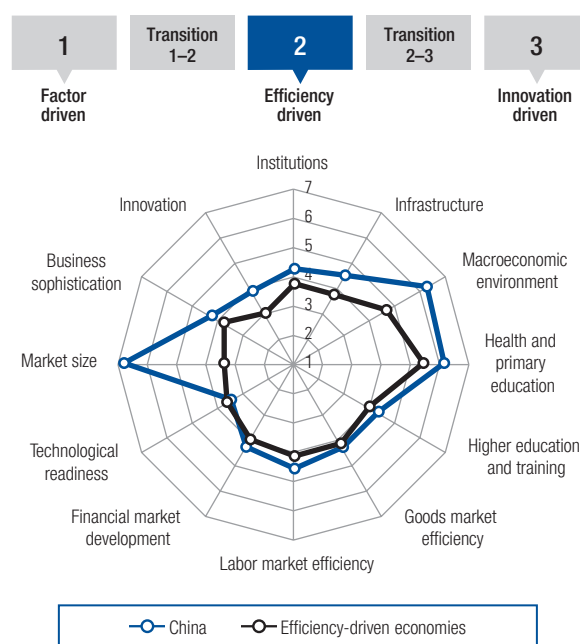 1
Transition
1–2
2
Transition
2–3
3
Factor
driven
Efficiency
driven
Innovation
driven
Institutions
7
Innovation
Infrastructure
6
5
Business
sophistication
Macroeconomic
environment
4
3
2
Market size
1
Health and
primary
education
Technological
readiness
Higher education
and training
Financial market
development
Goods market
efficiency
Labor market efficiency
China
Efficiency-driven economies